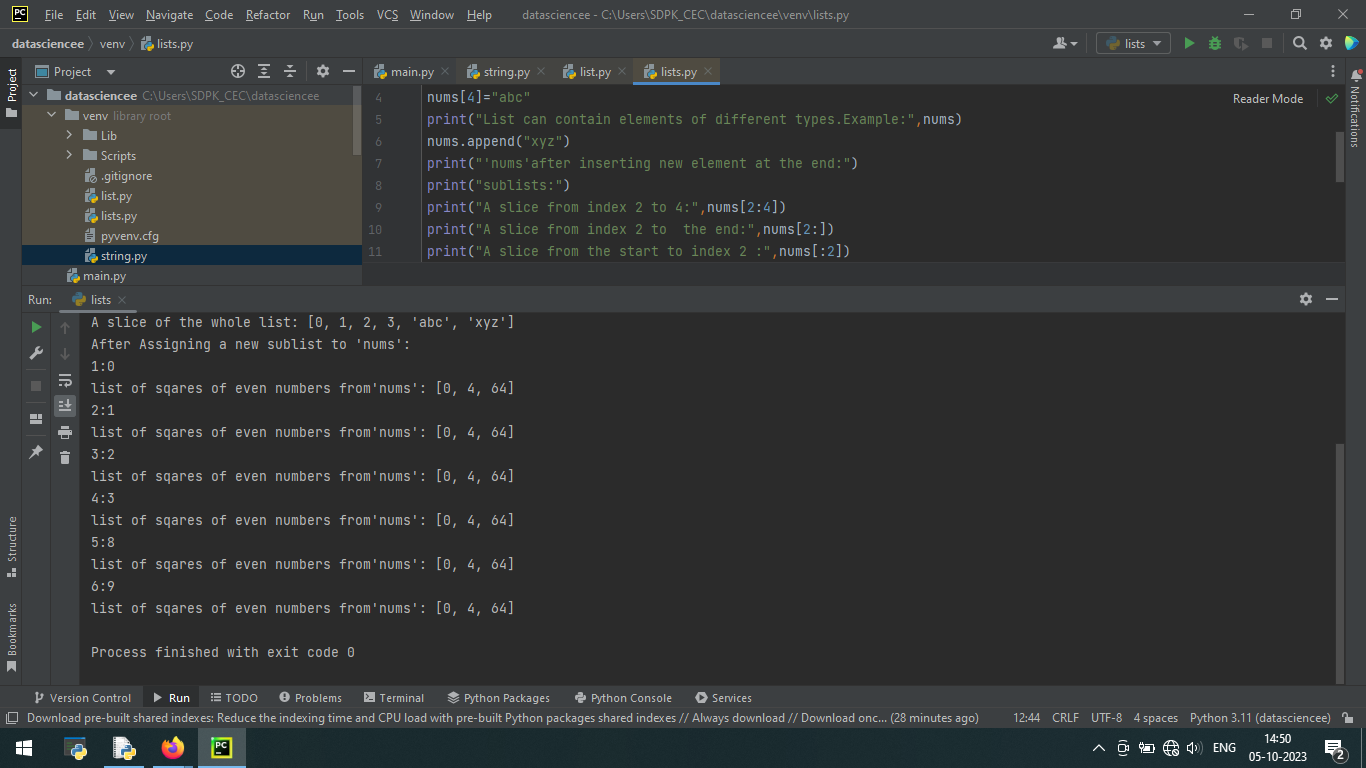 PC File Edit View Navigate Code Refactor Run Tools VCS Window Help datasciencee - C:\Users\SDPK_CEC\datasciencee\venv\lists.py
datasciencee venv lists.py lists
Project
Project main.py string.py list.py lists.py
datasciencee C:\Users\SDPK_CEC\datasciencee
venv library root
Lib
Scripts
.gitignore
list.py
lists.py
pyvenv.cfg
string.py
main.py
4 nums[4]="abc"
5 print("List can contain elements of different types.Example:",nums)
6 nums.append("xyz")
7 print("'nums'after inserting new element at the end:")
8 print("sublists:")
9 print("A slice from index 2 to 4:",nums[2:4])
10 print("A slice from index 2 to  the end:",nums[2:])
11 print("A slice from the start to index 2 :",nums[:2])
Reader Mode
Notifications
Run: lists
A slice of the whole list: [0, 1, 2, 3, 'abc', 'xyz']
After Assigning a new sublist to 'nums':
1:0
list of sqares of even numbers from'nums': [0, 4, 64]
2:1
list of sqares of even numbers from'nums': [0, 4, 64]
3:2
list of sqares of even numbers from'nums': [0, 4, 64]
4:3
list of sqares of even numbers from'nums': [0, 4, 64]
5:8
list of sqares of even numbers from'nums': [0, 4, 64]
6:9
list of sqares of even numbers from'nums': [0, 4, 64]
Process finished with exit code 0
Structure
Bookmarks
Version Control Run TODO Problems Terminal Python Packages Python Console Services
Download pre-built shared indexes: Reduce the indexing time and CPU load with pre-built Python packages shared indexes // Always download // Download onc... (28 minutes ago) 12:44 CRLF UTF-8 4 spaces Python 3.11 (datasciencee)
PC ENG 14:50
05-10-2023
2